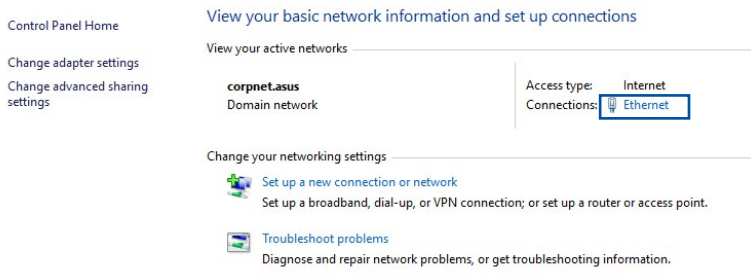 Control Panel Home
Change adapter settings
Change advanced sharing
settings
View your basic network information and set up connections
View your active networks
corpnet.asus
Domain network
Access type: Internet
Connections: Ethernet
Change your networking settings
Set up a new connection or network
Set up a broadband, dial-up, or VPN connection; or set up a router or access point.
Troubleshoot problems
Diagnose and repair network problems, or get troubleshooting information.